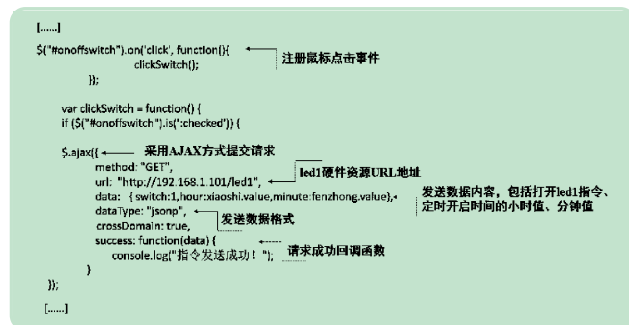 [......]
$("#onoffswitch").on('click', function(){
注册鼠标点击事件
clickSwitch();
});
var clickSwitch = function() {
if ($("#onoffswitch").is(':checked')) {
$.ajax({
采用AJAX方式提交请求
method: "GET",
led1硬件资源URL地址
url: "http://192.168.1.101/led1",
data: { switch:1,hour:xiaoshi.value,minute:fenzhong.value},
发送数据内容，包括打开led1指令、
定时开启时间的小时值、分钟值
dataType: "jsonp",
发送数据格式
crossDomain: true,
success: function(data) {
请求成功回调函数
console.log("指令发送成功！");
}
});
[......]